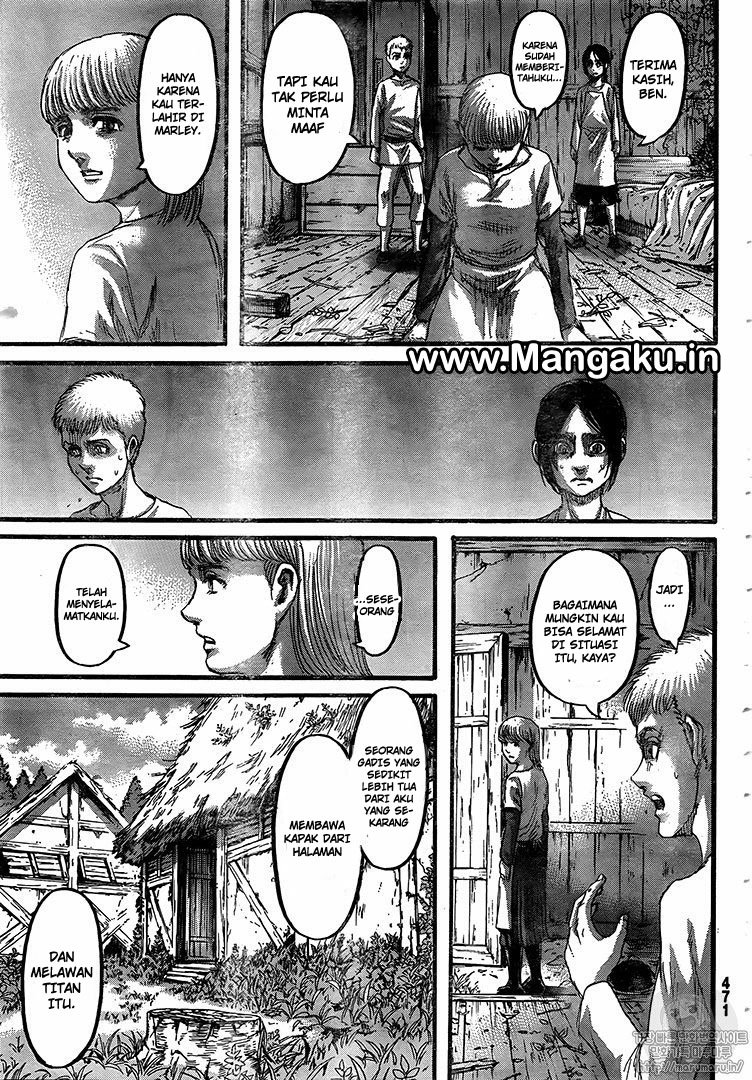 TERIMA
KASIH,
BEN.
KARENA
SUDAH
MEMBERI-
TAHUKU...
TAPI KAU
TAK PERLU
MINTA
MAAF
HANYA
KARENA
KAU TER-
LAHIR DI
MARLEY.
www.Mangaku.in
JADI
...
BAGAIMANA
MUNGKIN KAU
BISA SELAMAT
DI SITUASI
ITU, KAYA?
...SESE-
ORANG
TELAH
MENYELA-
MATKANKU.
SEORANG
GADIS YANG
SEDIKIT
LEBIH TUA
DARI AKU
YANG SE-
KARANG
MEMBAWA
KAPAK DARI
HALAMAN
DAN
MELAWAN
TITAN
ITU.
471
http://marumaru.in/